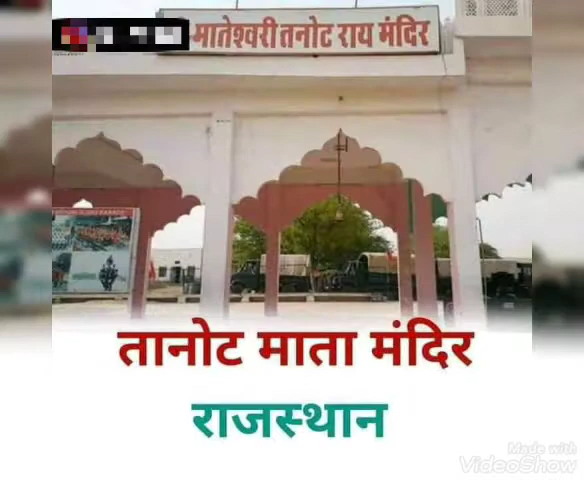 मातेश्वरी तनोट राय मंदिर
तानोट माता मंदिर
राजस्थान
Made with
VideoShow